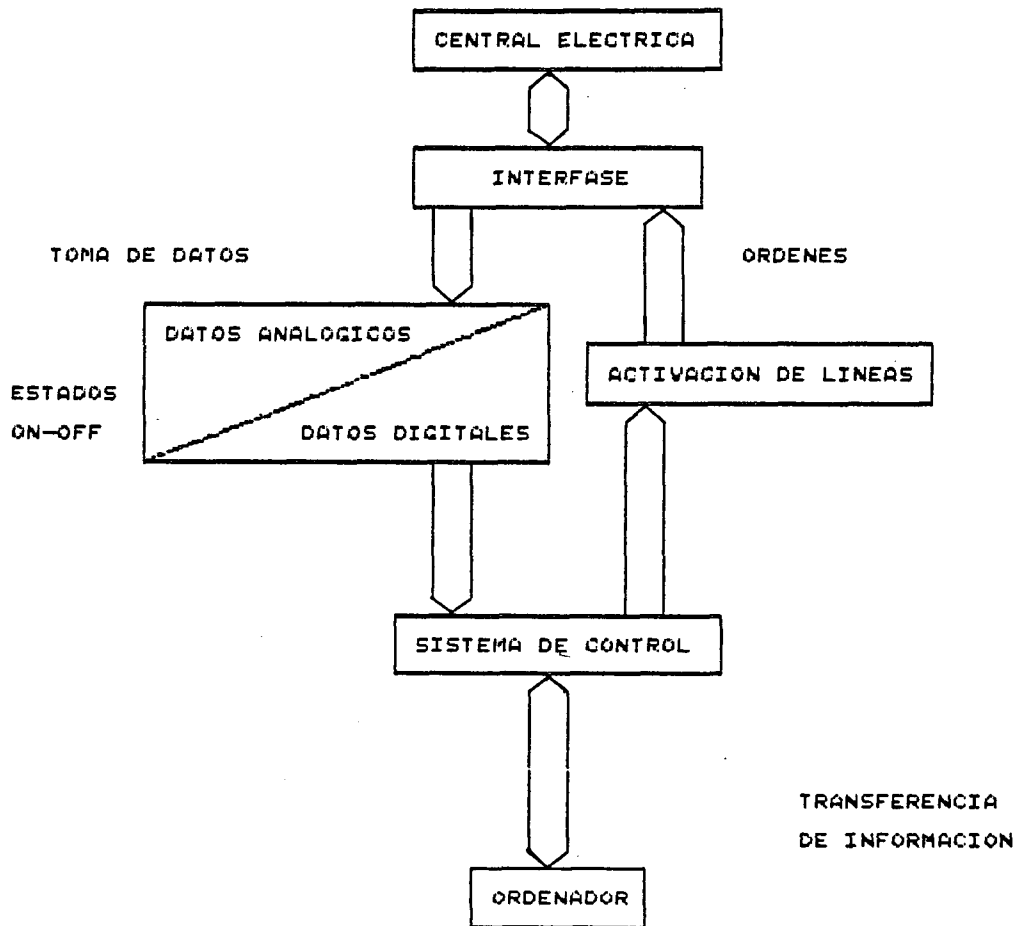 CENTRAL ELECTRICA
INTERFASE
TOMA DE DATOS
ORDENES
DATOS ANALOGICOS
ACTIVACION DE LINEAS
ESTADOS
ON-OFF
DATOS DIGITALES
SISTEMA DE CONTROL
TRANSFERENCIA
DE INFORMACION
ORDENADOR